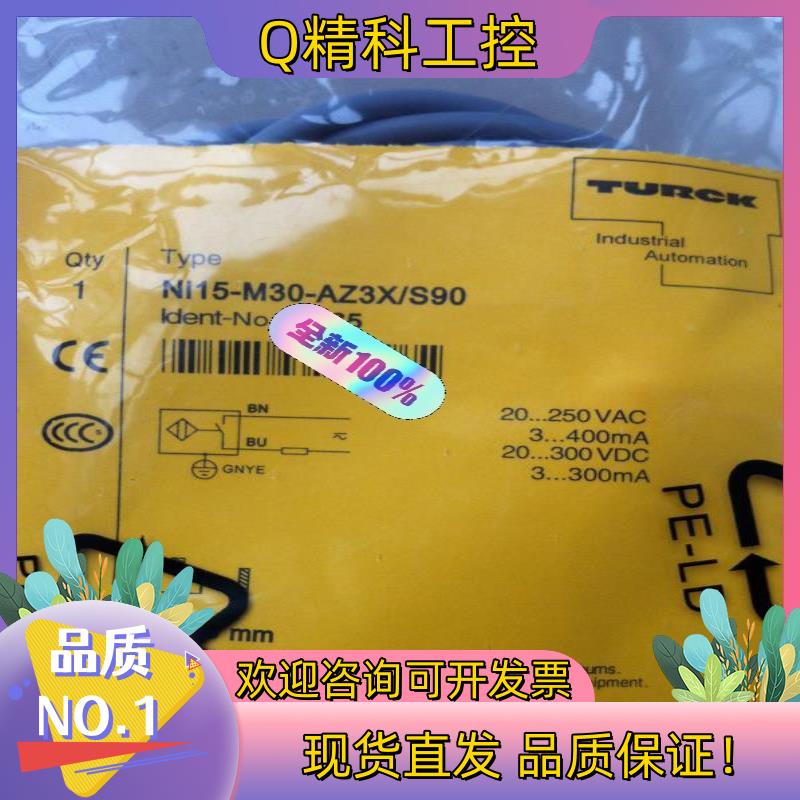 Q精科工控
TURCK
Industrial
Automation
Qty
1
Type
NI15-M30-AZ3X/S90
Ident-No.
全新100%
CE
CCC
BN
BU
GNYE
20...250 VAC
3...400mA
20...300 VDC
3...300mA
PE-LD
mm
品质
NO.1
欢迎咨询可开发票
现货直发 品质保证！